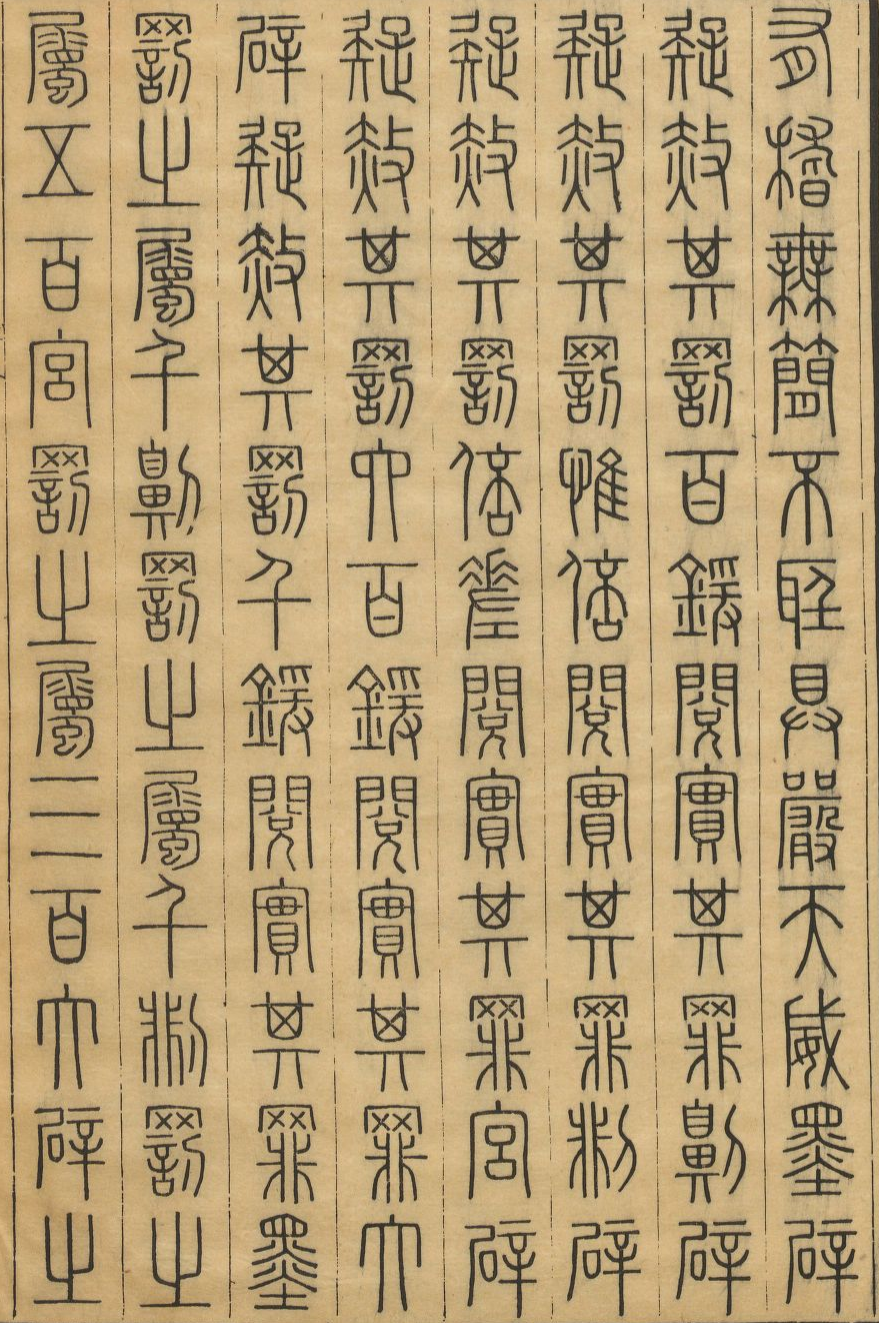 有稽無簡不聽具嚴天威墨辟
疑赦其罰百鍰閱實其罪劓辟
疑赦其罰惟倍閱實其罪剕辟
疑赦其罰倍差閱實其罪宮辟
疑赦其罰六百鍰閱實其罪大
辟疑赦其罰千鍰閱實其罪墨
罰之屬千劓罰之屬千剕罰之
屬五百宮罰之屬三百大辟之